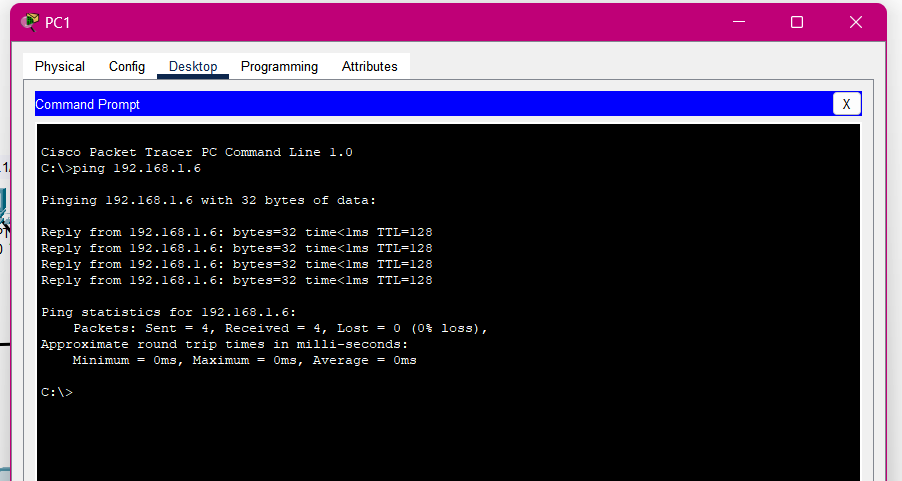 PC1
Physical Config Desktop Programming Attributes
Command Prompt X
Cisco Packet Tracer PC Command Line 1.0
C:\>ping 192.168.1.6
Pinging 192.168.1.6 with 32 bytes of data:
Reply from 192.168.1.6: bytes=32 time<1ms TTL=128
Reply from 192.168.1.6: bytes=32 time<1ms TTL=128
Reply from 192.168.1.6: bytes=32 time<1ms TTL=128
Reply from 192.168.1.6: bytes=32 time<1ms TTL=128
Ping statistics for 192.168.1.6:
    Packets: Sent = 4, Received = 4, Lost = 0 (0% loss),
Approximate round trip times in milli-seconds:
    Minimum = 0ms, Maximum = 0ms, Average = 0ms
C:\>